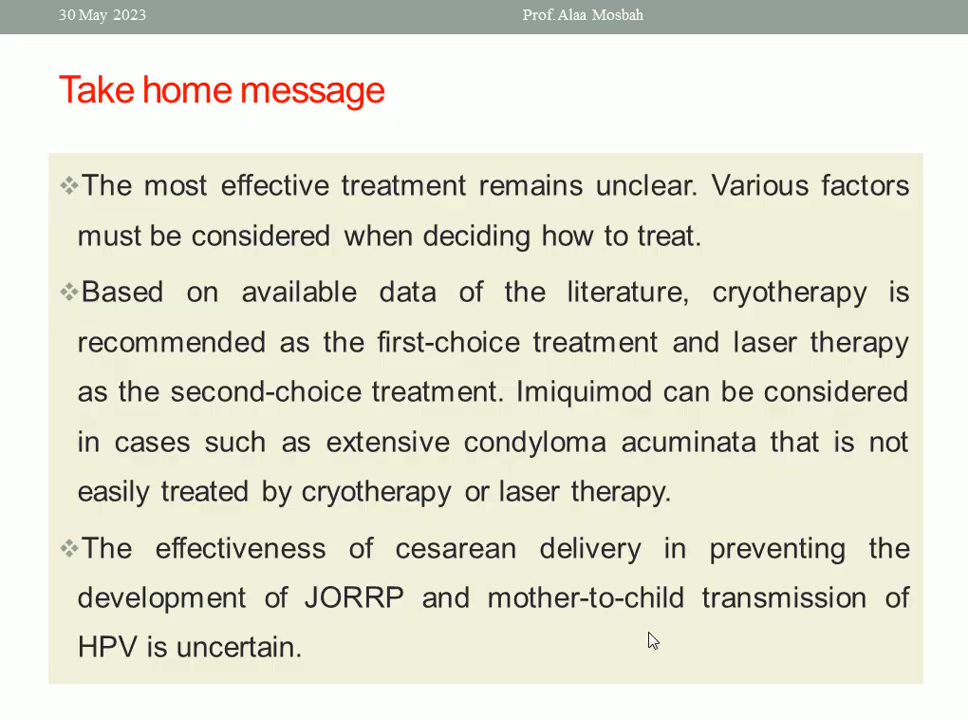 30 May 2023
Prof. Alaa Mosbah
Take home message
❖The most effective treatment remains unclear. Various factors
must be considered when deciding how to treat.
❖Based on available data of the literature, cryotherapy is
recommended as the first-choice treatment and laser therapy
as the second-choice treatment. Imiquimod can be considered
in cases such as extensive condyloma acuminata that is not
easily treated by cryotherapy or laser therapy.
❖The effectiveness of cesarean delivery in preventing the
development of JORRP and mother-to-child transmission of
HPV is uncertain.